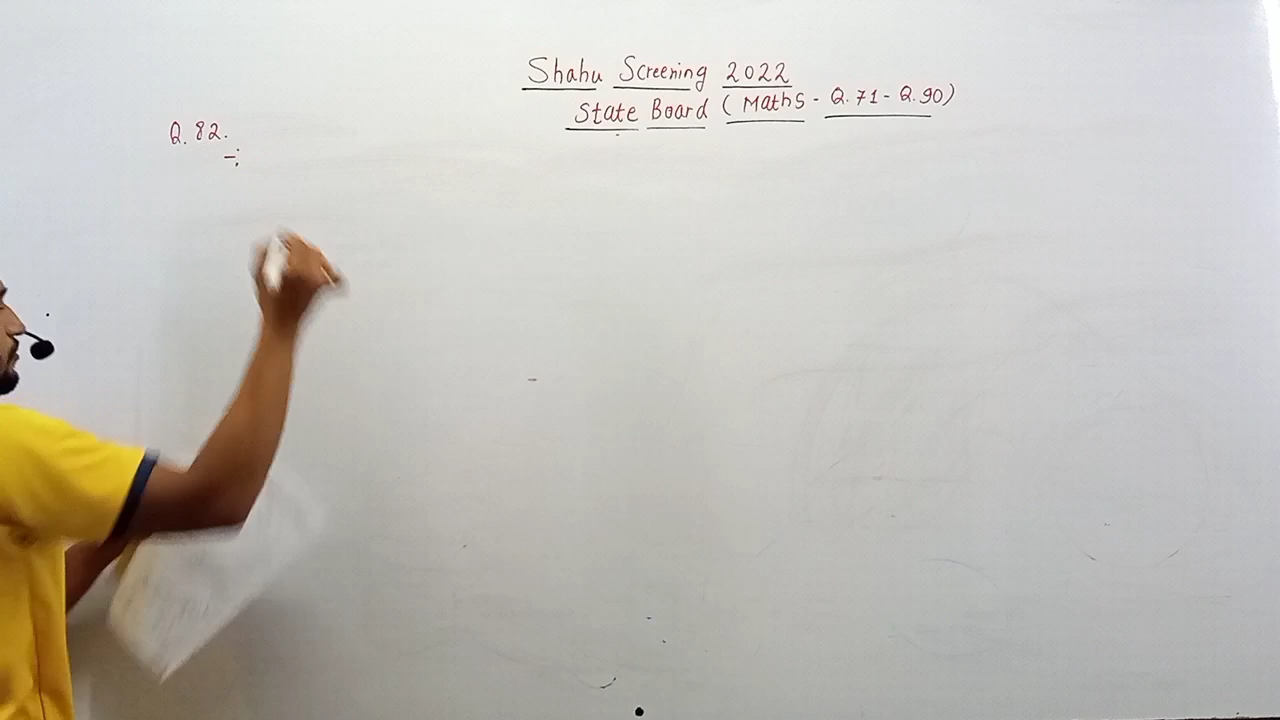 Shahu Screening 2022
State Board (Maths - Q.71 - Q.90)
Q. 82.